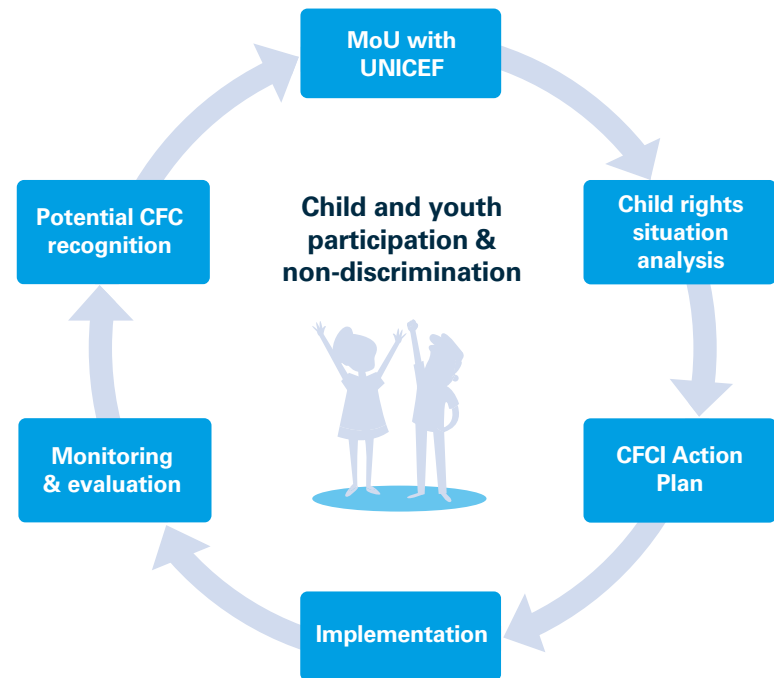 MoU with
UNICEF
Child rights
situation
analysis
CFCI Action
Plan
Implementation
Monitoring
& evaluation
Potential CFC
recognition
Child and youth
participation &
non-discrimination